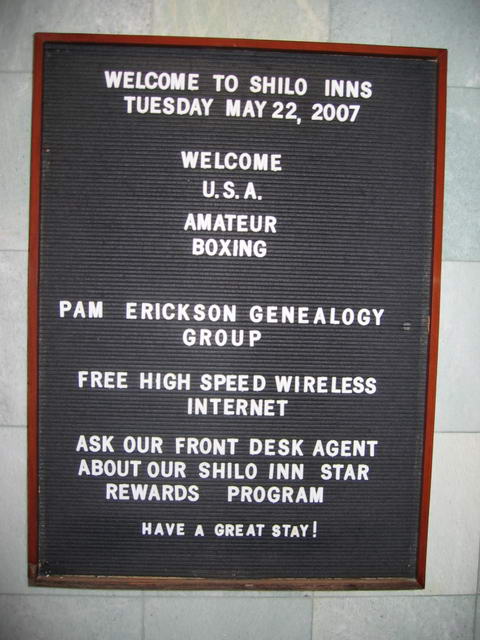 WELCOME TO SHILO INNS
TUESDAY MAY 22, 2007
WELCOME
U.S.A.
AMATEUR
BOXING
PAM ERICKSON GENEALOGY
GROUP
FREE HIGH SPEED WIRELESS
INTERNET
ASK OUR FRONT DESK AGENT
ABOUT OUR SHILO INN STAR
REWARDS PROGRAM
HAVE A GREAT STAY!